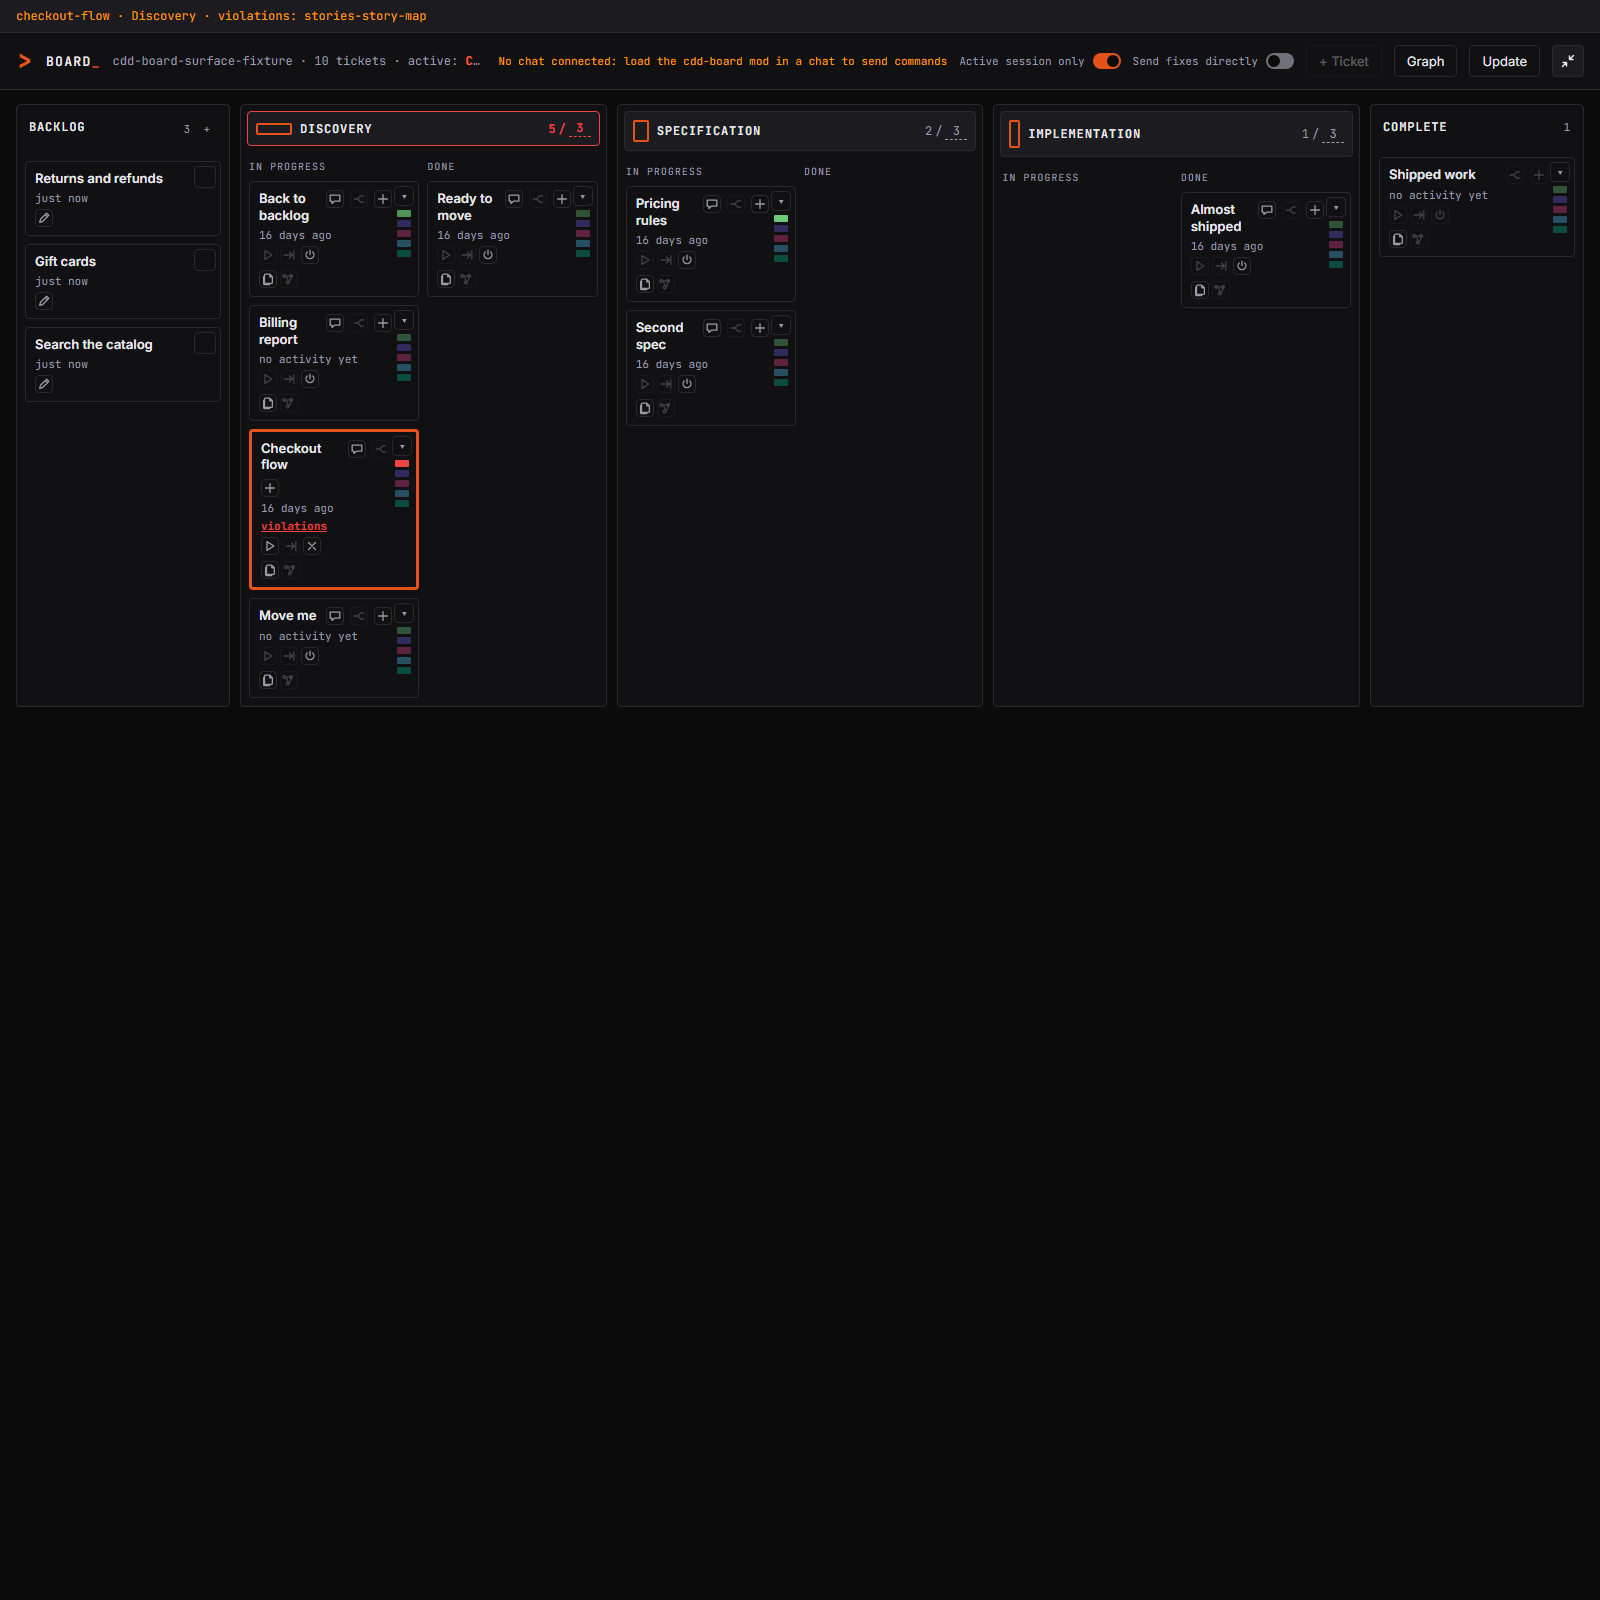 checkout-flow · Discovery · violations: stories-story-map
> BOARD_ cdd-board-surface-fixture · 10 tickets · active: C… No chat connected: load the cdd-board mod in a chat to send commands Active session only Send fixes directly + Ticket Graph Update
BACKLOG 3 +
Returns and refunds
just now
Gift cards
just now
Search the catalog
just now
DISCOVERY 5 / 3
IN PROGRESS
Back to
backlog
16 days ago
Billing
report
no activity yet
Checkout
flow
16 days ago
violations
Move me
no activity yet
DONE
Ready to
move
16 days ago
SPECIFICATION 2 / 3
IN PROGRESS
Pricing
rules
16 days ago
Second
spec
16 days ago
DONE
IMPLEMENTATION 1 / 3
IN PROGRESS
DONE
Almost
shipped
16 days ago
COMPLETE 1
Shipped work
no activity yet